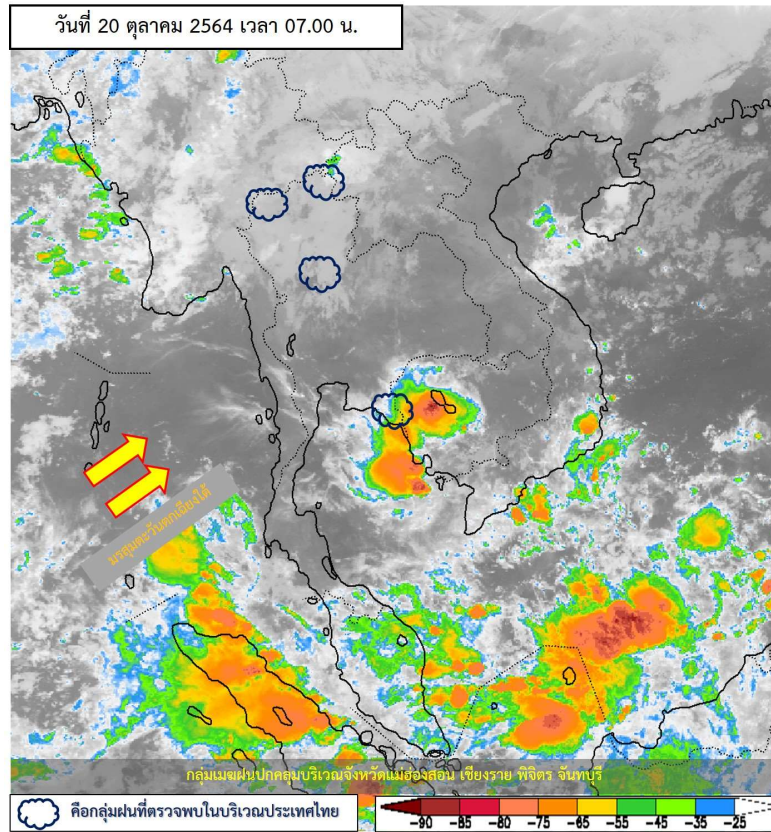 วันที่ 20 ตุลาคม 2564 เวลา 07.00 น.
มรสุมตะวันตกเฉียงใต้
กลุ่มเมฆฝนปกคลุมบริเวณจังหวัดแม่ฮ่องสอน เชียงราย พิจิตร จันทบุรี
คือกลุ่มฝนที่ตรวจพบในบริเวณประเทศไทย
-90 -85 -80 -75 -65 -55 -45 -35 -25